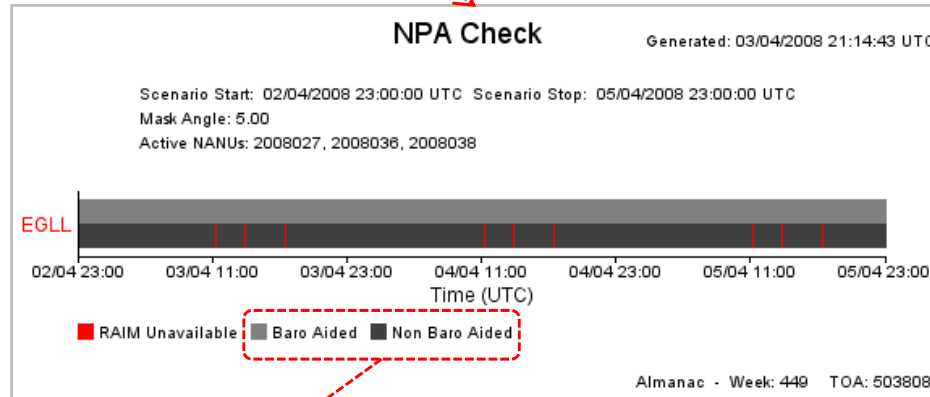 NPA Check
Generated: 03/04/2008 21:14:43 UTC
Scenario Start: 02/04/2008 23:00:00 UTC Scenario Stop: 05/04/2008 23:00:00 UTC
Mask Angle: 5.00
Active NANUs: 2008027, 2008036, 2008038
EGLL
02/04 23:00 03/04 11:00 03/04 23:00 04/04 11:00 04/04 23:00 05/04 11:00 05/04 23:00
Time (UTC)
RAIM Unavailable Baro Aided Non Baro Aided
Almanac - Week: 449 TOA: 503808